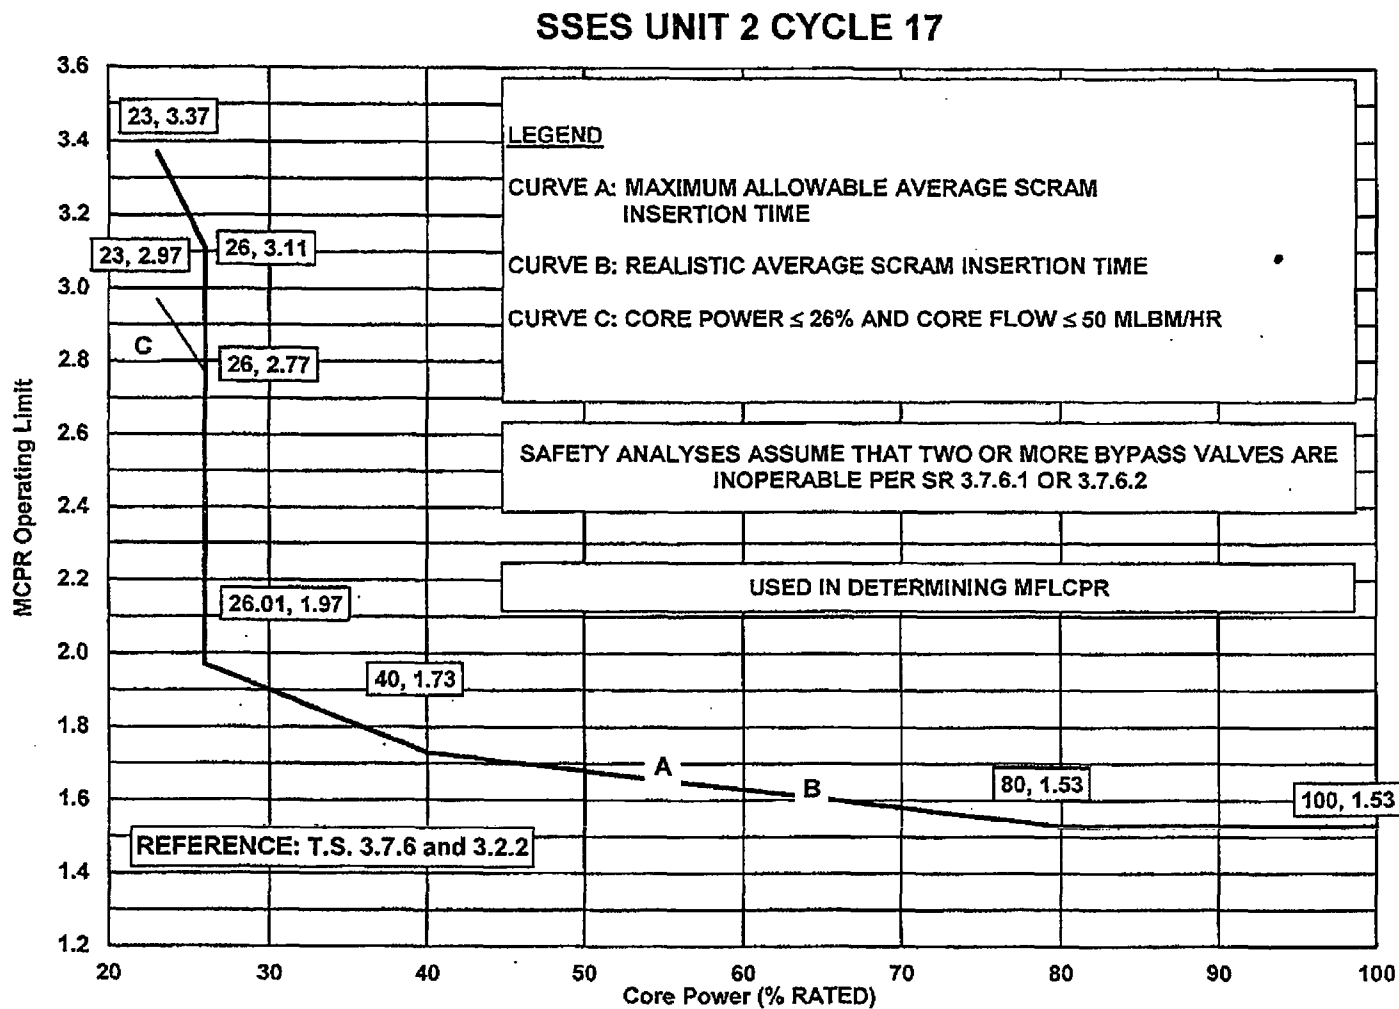 SSES UNIT 2 CYCLE 17
3.6
3.4
3.2
3.0
2.8
2.6
2.4
2.2
2.0
1.8
1.6
1.4
1.2
MCPR Operating Limit
23, 3.37
LEGEND
CURVE A: MAXIMUM ALLOWABLE AVERAGE SCRAM
INSERTION TIME
CURVE B: REALISTIC AVERAGE SCRAM INSERTION TIME
CURVE C: CORE POWER ≤ 26% AND CORE FLOW ≤ 50 MLBM/HR
23, 2.97
26, 3.11
C
26, 2.77
SAFETY ANALYSES ASSUME THAT TWO OR MORE BYPASS VALVES ARE
INOPERABLE PER SR 3.7.6.1 OR 3.7.6.2
USED IN DETERMINING MFLCPR
26.01, 1.97
40, 1.73
A
B
80, 1.53
100, 1.53
REFERENCE: T.S. 3.7.6 and 3.2.2
20
30
40
50
60
70
80
90
100
Core Power (% RATED)